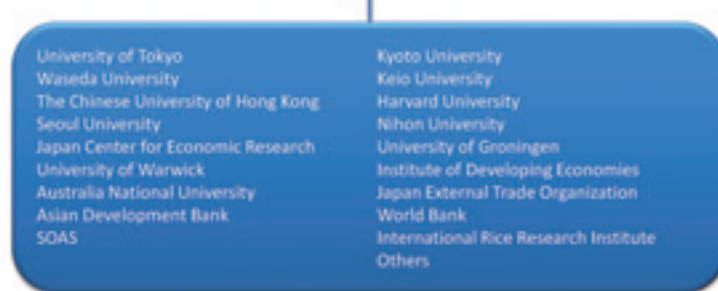 University of Tokyo
Waseda University
The Chinese University of Hong Kong
Seoul University
Japan Center for Economic Research
University of Warwick
Australia National University
Asian Development Bank
SOAS
Kyoto University
Keio University
Harvard University
Nihon University
University of Groningen
Institute of Developing Economies
Japan External Trade Organization
World Bank
International Rice Research Institute
Others